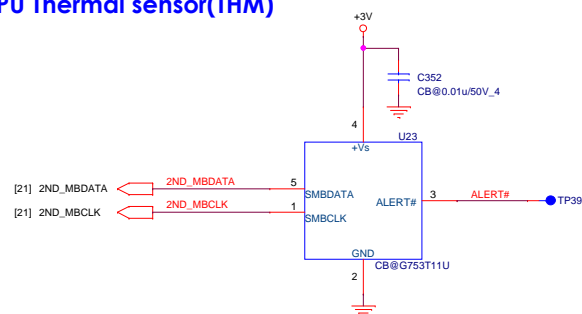 PU Thermal sensor(THM)
+3V
C352
CB@0.01u/50V_4
4
U23
+Vs
[21] 2ND_MBDATA
2ND_MBDATA
5
SMBDATA
ALERT#
3
ALERT#
TP39
[21] 2ND_MBCLK
2ND_MBCLK
1
SMBCLK
GND
CB@G753T11U
2